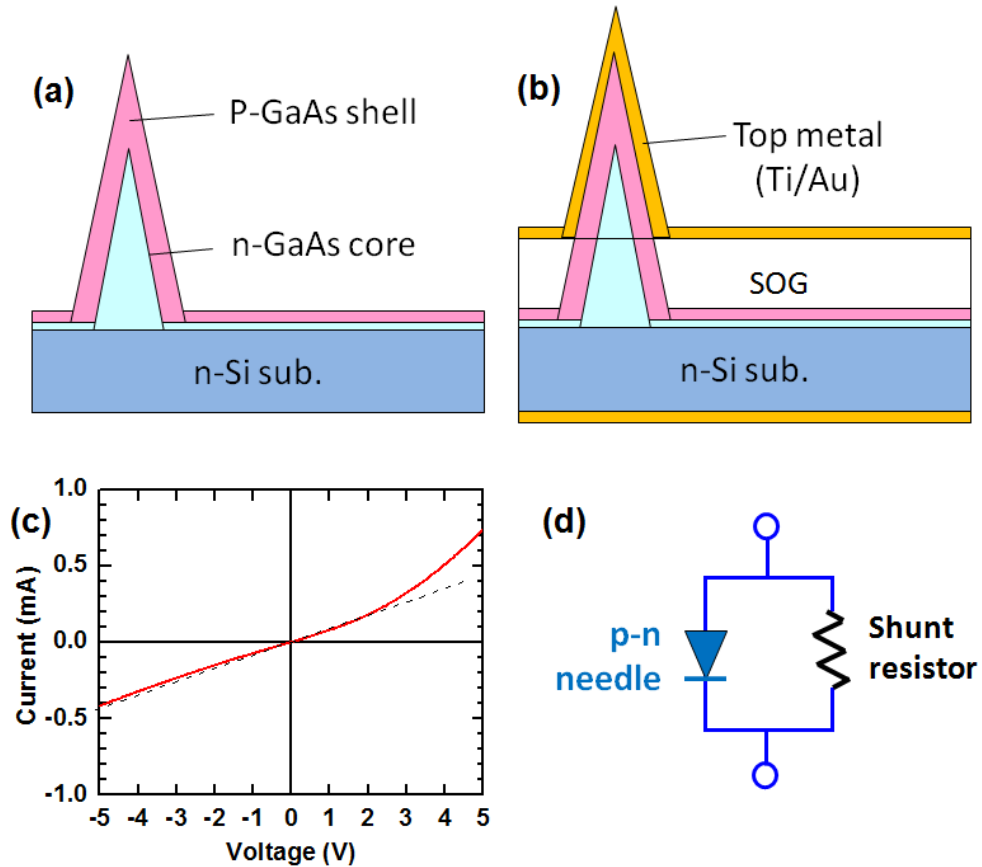 (a)
P-GaAs shell
n-GaAs core
n-Si sub.
(b)
Top metal
(Ti/Au)
SOG
n-Si sub.
(c)
1.0
0.5
0.0
-0.5
-1.0
Current (mA)
-5 -4 -3 -2 -1 0 1 2 3 4 5
Voltage (V)
(d)
p-n
needle
Shunt
resistor